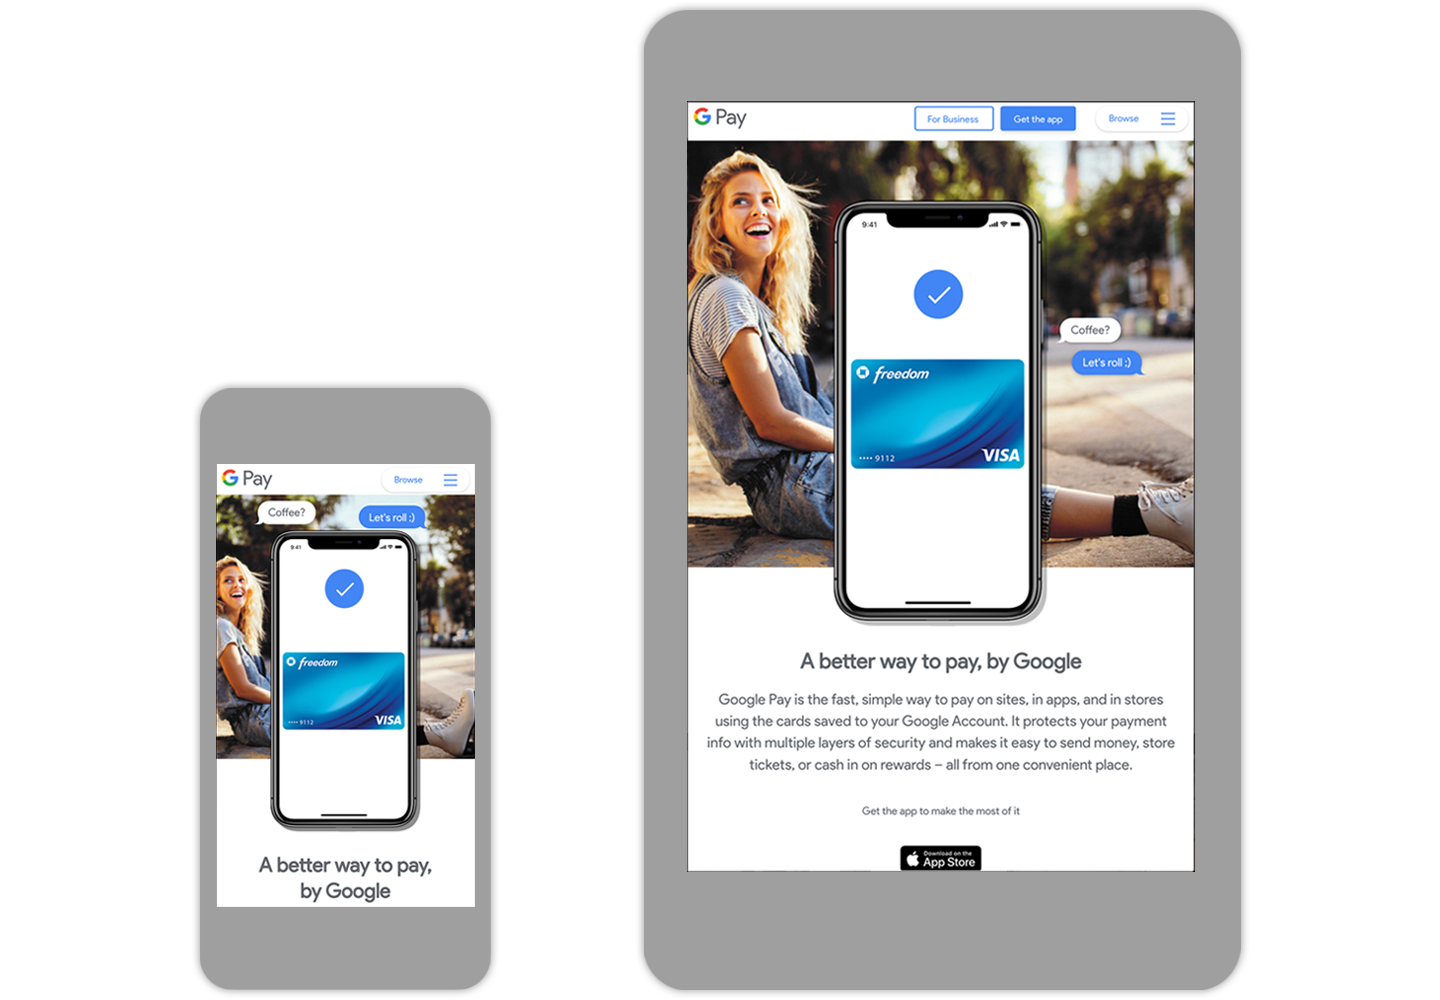 G Pay
Browse
Coffee?
Let's roll ;)
9:41
freedom
•••• 9112
VISA
A better way to pay,
by Google
G Pay
For Business
Get the app
Browse
9:41
Coffee?
Let's roll ;)
freedom
•••• 9112
VISA
A better way to pay, by Google
Google Pay is the fast, simple way to pay on sites, in apps, and in stores
using the cards saved to your Google Account. It protects your payment
info with multiple layers of security and makes it easy to send money, store
tickets, or cash in on rewards – all from one convenient place.
Get the app to make the most of it
Download on the
App Store